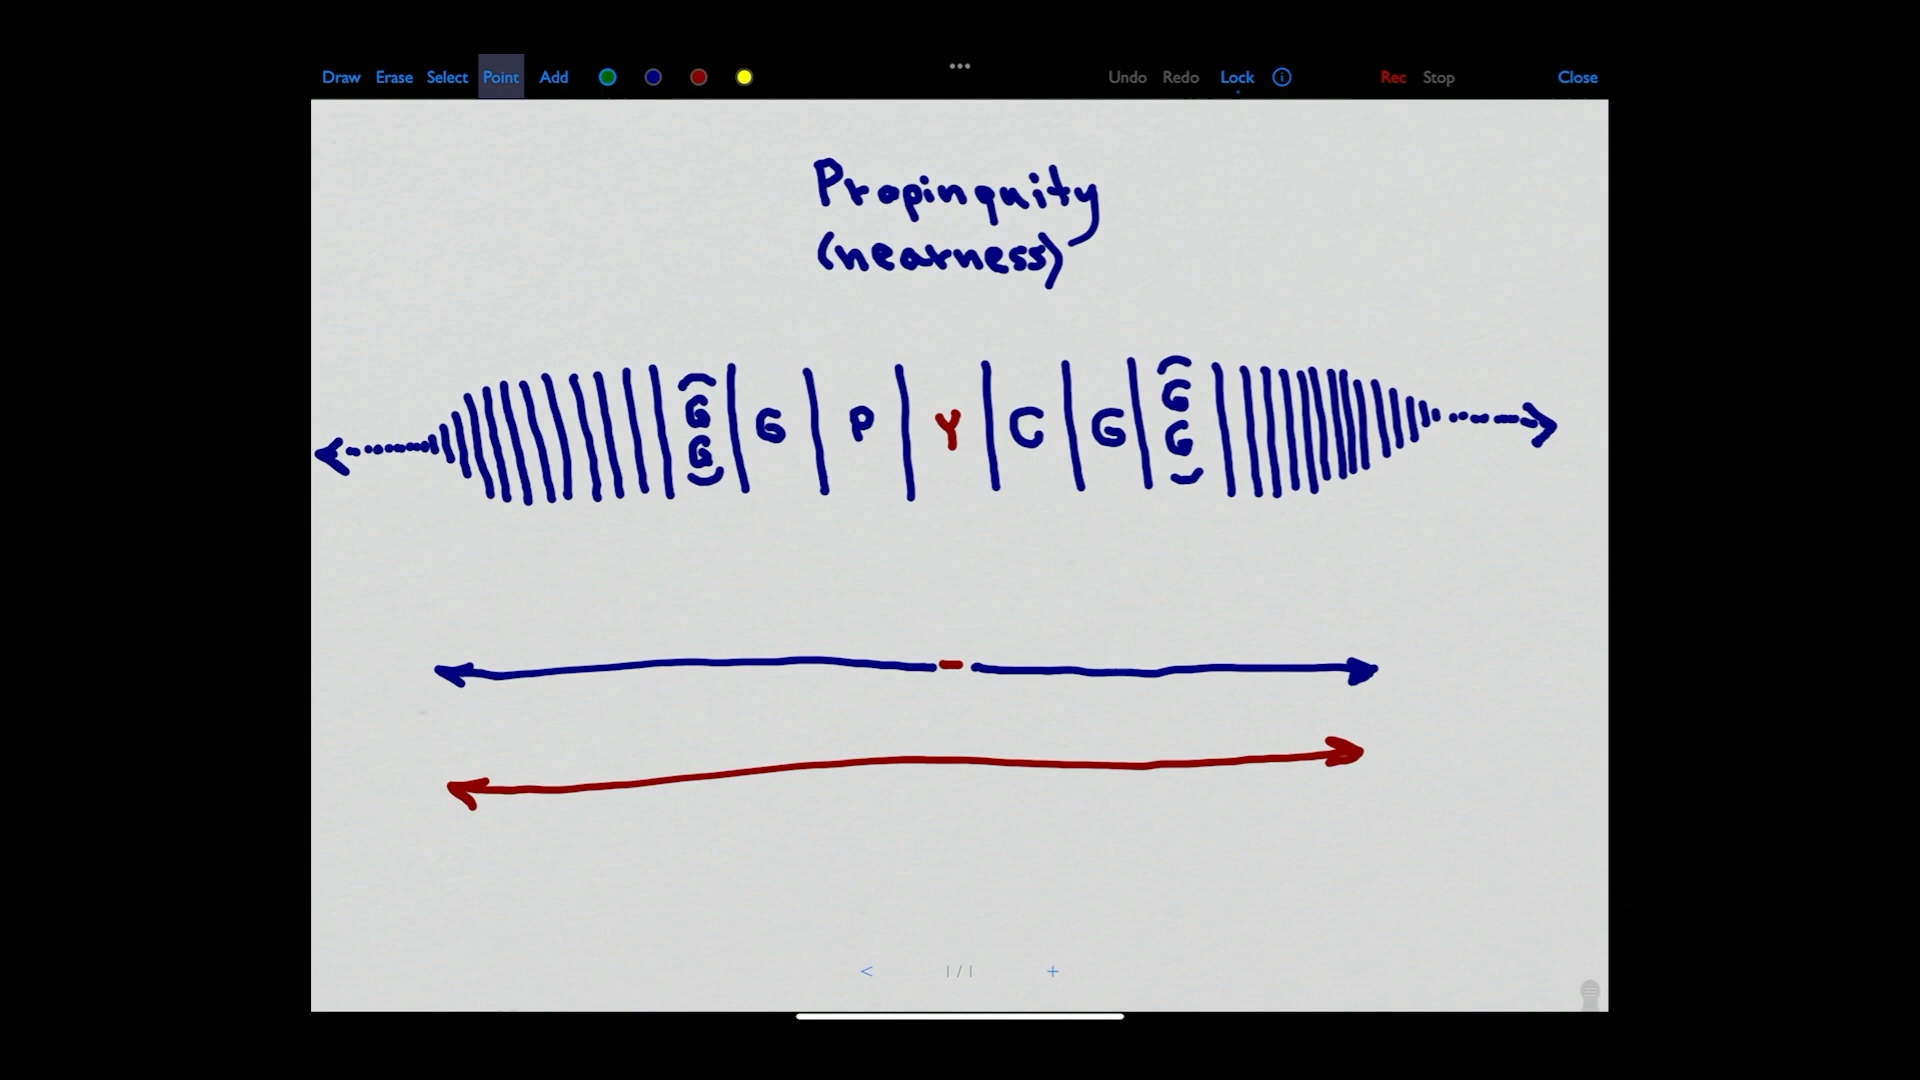 Draw Erase Select Point Add ... Undo Redo Lock i Rec Stop Close
Propinquity
(nearness)
G G P Y C G G
G G
< 1 / 1 +